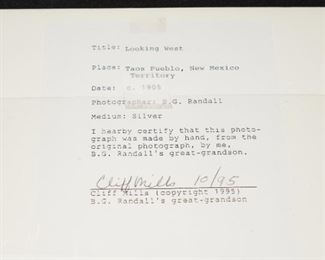 Title: Looking West
Place: Taos Pueblo, New Mexico
Territory
Date: c. 1905
Photographer: B.G. Randall
Medium: Silver
I hearby certify that this photo-
graph was made by hand, from the
original photograph, by me,
B.G. Randall's great-grandson.
Cliff Mills 10/95
Cliff Mills (copyright 1995)
B.G. Randall's great-grandson